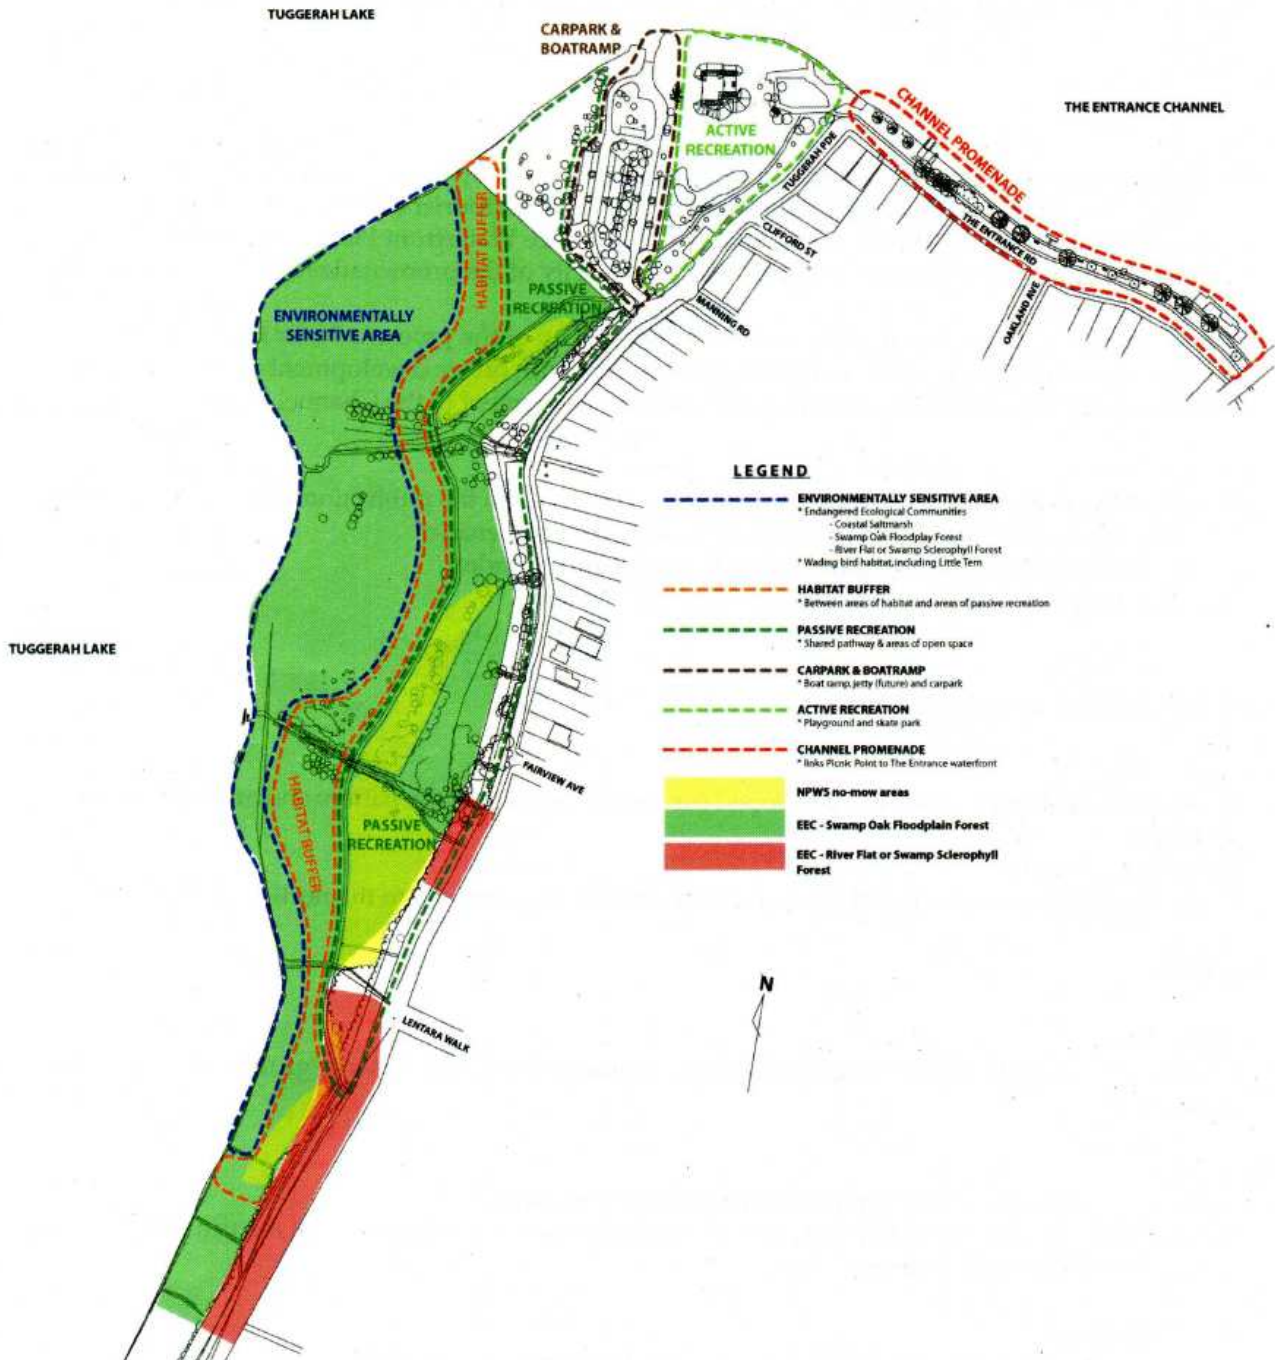 TUGGERAH LAKE
CARPARK &
BOATRAMP
THE ENTRANCE CHANNEL
CHANNEL PROMENADE
ACTIVE
RECREATION
TUGGERAH PDE
CLIFFORD ST
THE ENTRANCE RD
OAKLAND AVE
MANNING RD
HABITAT BUFFER
PASSIVE
RECREATION
ENVIRONMENTALLY
SENSITIVE AREA
TUGGERAH LAKE
LEGEND
ENVIRONMENTALLY SENSITIVE AREA
* Endangered Ecological Communities
- Coastal Saltmarsh
- Swamp Oak Floodplay Forest
- River Flat or Swamp Sclerophyll Forest
* Wading bird habitat, including Little Tern
HABITAT BUFFER
* Between areas of habitat and areas of passive recreation
PASSIVE RECREATION
* Shared pathway & areas of open space
CARPARK & BOATRAMP
* Boat ramp, jetty (future) and carpark
ACTIVE RECREATION
* Playground and skate park
CHANNEL PROMENADE
* links Picnic Point to The Entrance waterfront
NPWS no-mow areas
EEC - Swamp Oak Floodplain Forest
EEC - River Flat or Swamp Sclerophyll
Forest
FAIRVIEW AVE
HABITAT BUFFER
PASSIVE
RECREATION
LENTARA WALK
N